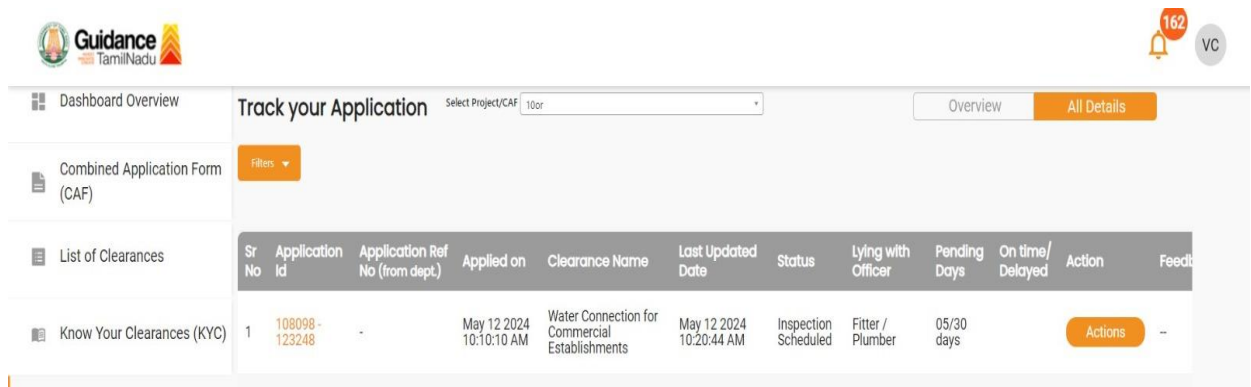 Guidance
TamilNadu
162
VC
Dashboard Overview
Track your Application
Select Project/CAF
10or
Overview
All Details
Combined Application Form
(CAF)
Filters
List of Clearances
Sr No
Application Id
Application Ref No (from dept.)
Applied on
Clearance Name
Last Updated Date
Status
Lying with Officer
Pending Days
On time/ Delayed
Action
Feedb
Know Your Clearances (KYC)
1
108098 - 123248
-
May 12 2024 10:10:10 AM
Water Connection for Commercial Establishments
May 12 2024 10:20:44 AM
Inspection Scheduled
Fitter / Plumber
05/30 days
Actions
--